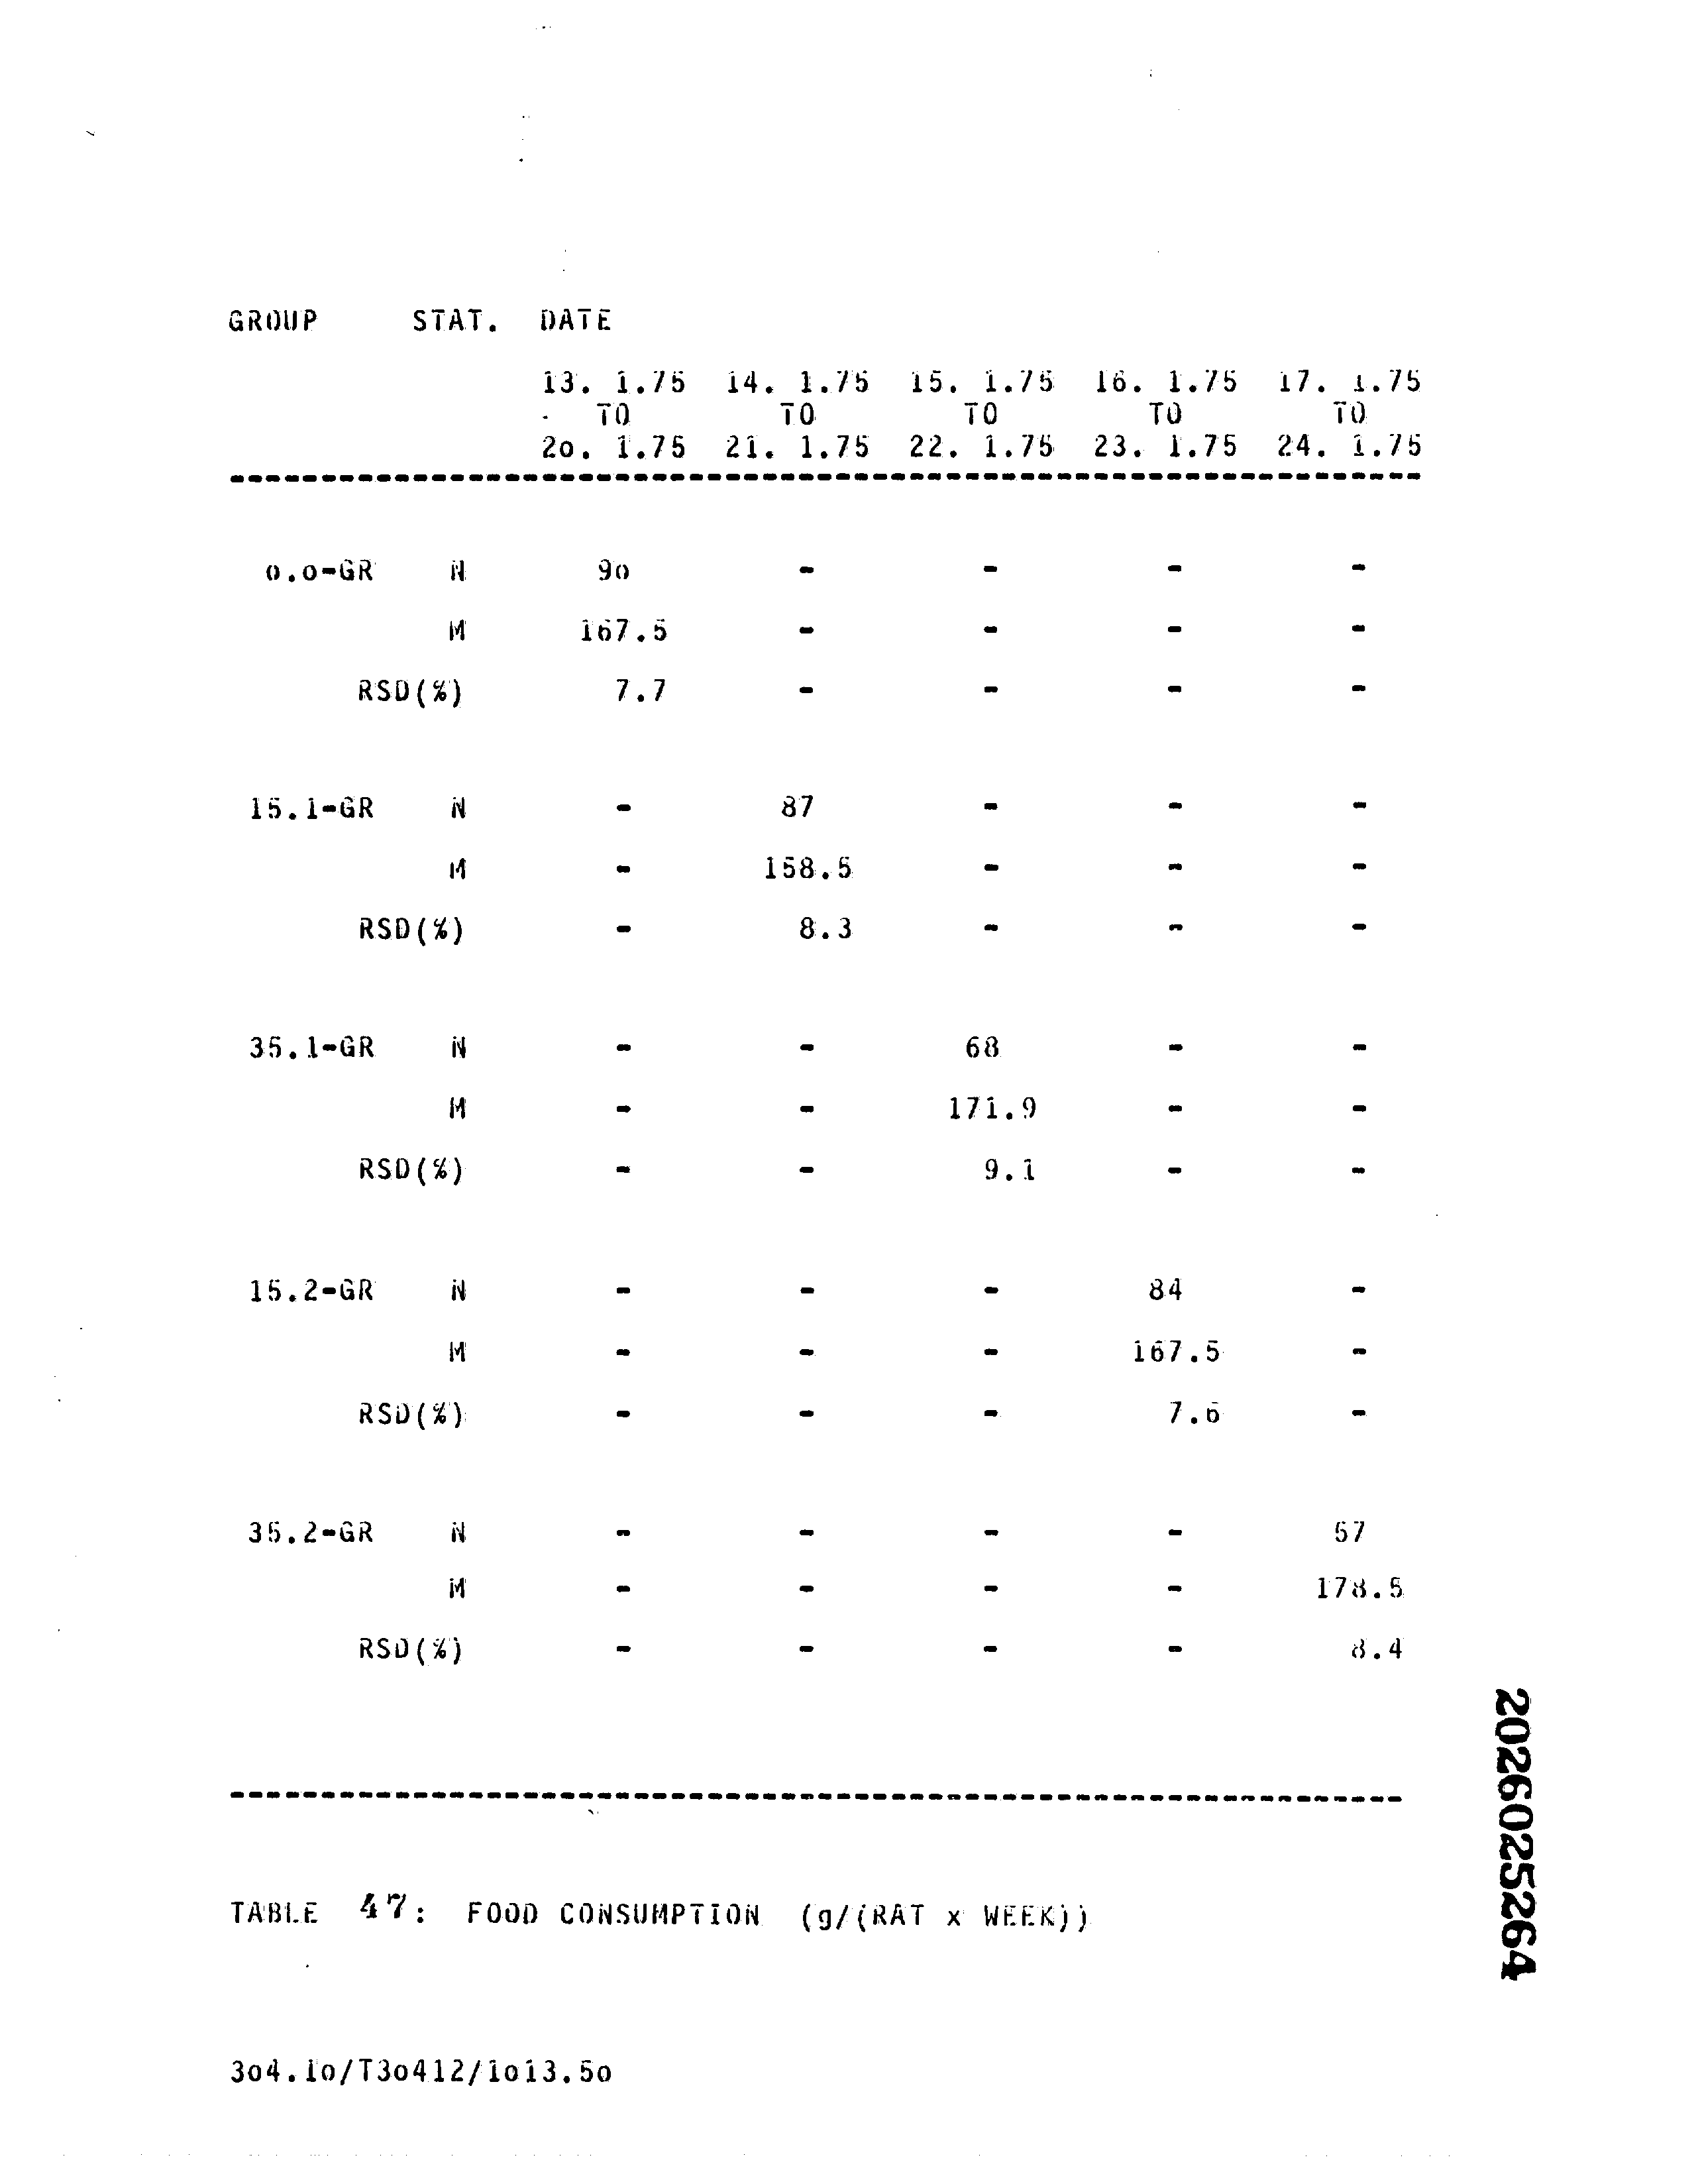 GROUP STAT. DATE
13. 1.75 14. 1.75 15. 1.75 16. 1.75 17. 1.75
TO TO TO TO TO
2o. 1.75 21. 1.75 22. 1.75 23. 1.75 24. 1.75
o.o-GR N 9o - - - -
M 167.5 - - - -
RSD(%) 7.7 - - - -
15.1-GR N - 87 - - -
M - 158.5 - - -
RSD(%) - 8.3 - - -
35.1-GR N - - 68 - -
M - - 171.9 - -
RSD(%) - - 9.1 - -
15.2-GR N - - - 84 -
M - - - 167.5 -
RSD(%) - - - 7.6 -
35.2-GR N - - - - 57
M - - - - 178.5
RSD(%) - - - - 8.4
2026025264
TABLE 47: FOOD CONSUMPTION (g/(RAT x WEEK))
3o4.1o/T3o412/1o13.5o